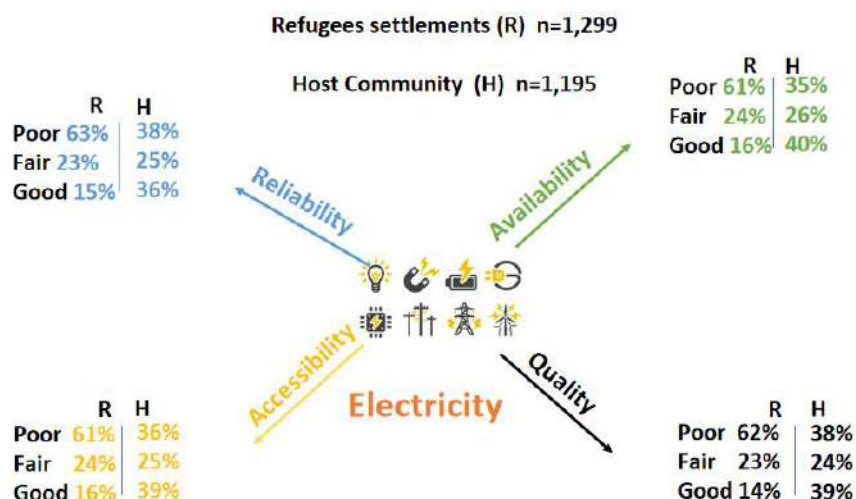 Refugees settlements (R) n=1,299
Host Community (H) n=1,195
R H
Poor 61% 35%
Fair 24% 26%
Good 16% 40%
R H
Poor 63% 38%
Fair 23% 25%
Good 15% 36%
Reliability
Availability
Accessibility
Quality
Electricity
R H
Poor 61% 36%
Fair 24% 25%
Good 16% 39%
R H
Poor 62% 38%
Fair 23% 24%
Good 14% 39%